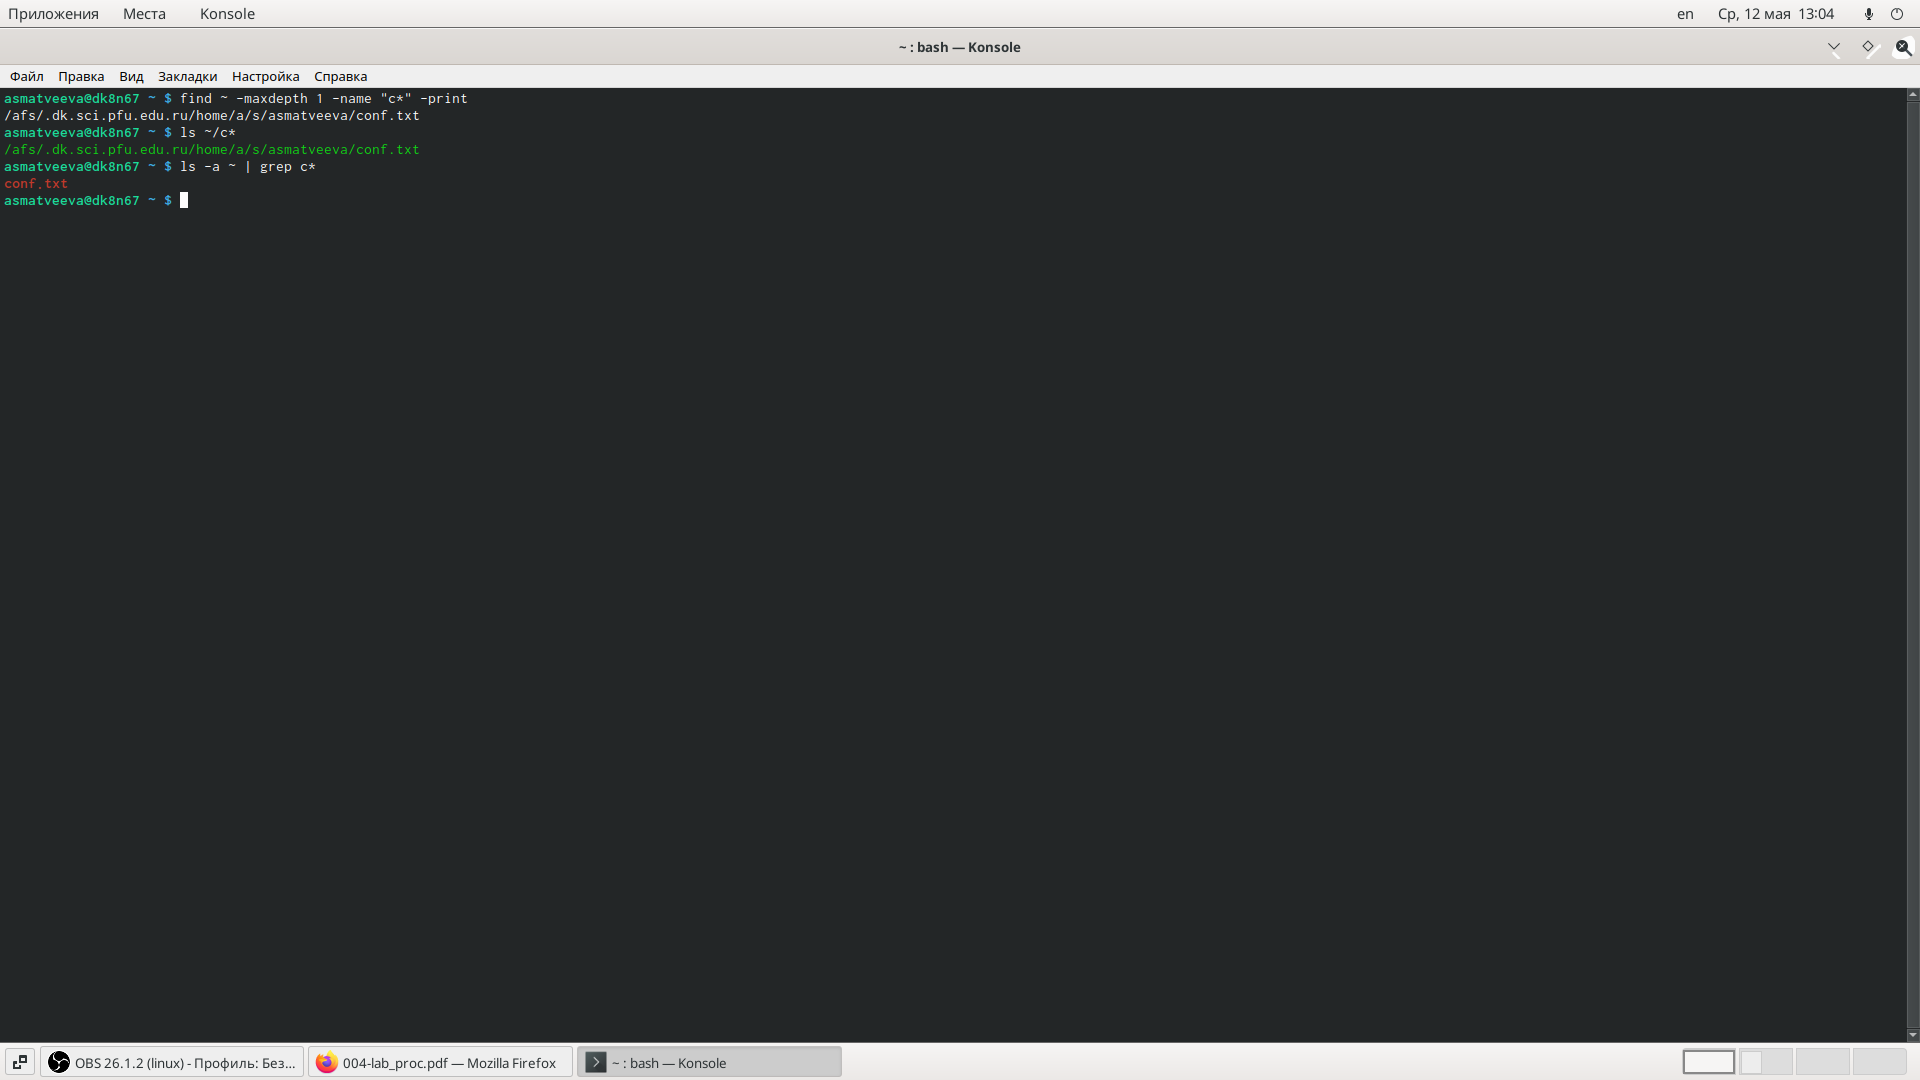 Приложения Места Konsole en Ср, 12 мая 13:04
~ : bash — Konsole
Файл Правка Вид Закладки Настройка Справка
asmatveeva@dk8n67 ~ $ find ~ -maxdepth 1 -name "c*" -print
/afs/.dk.sci.pfu.edu.ru/home/a/s/asmatveeva/conf.txt
asmatveeva@dk8n67 ~ $ ls ~/c*
/afs/.dk.sci.pfu.edu.ru/home/a/s/asmatveeva/conf.txt
asmatveeva@dk8n67 ~ $ ls -a ~ | grep c*
conf.txt
asmatveeva@dk8n67 ~ $
OBS 26.1.2 (linux) - Профиль: Без... 004-lab_proc.pdf — Mozilla Firefox ~ : bash — Konsole